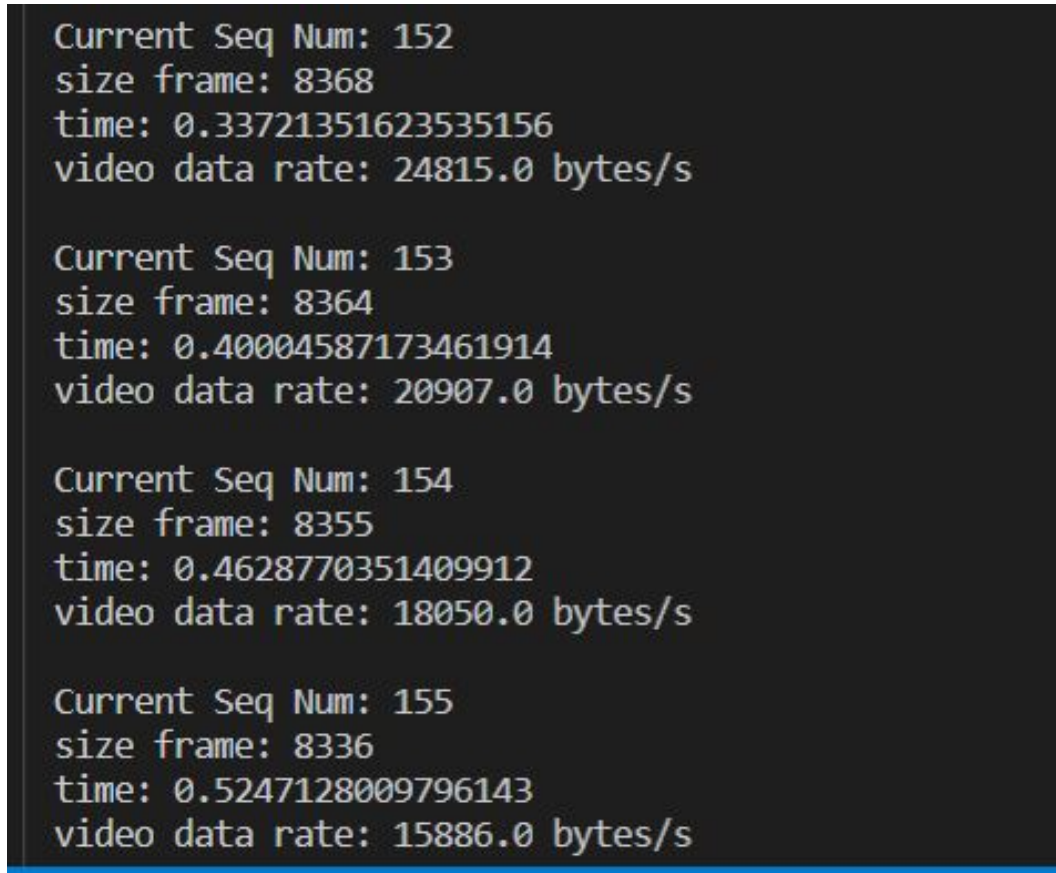 Current Seq Num: 152
size frame: 8368
time: 0.33721351623535156
video data rate: 24815.0 bytes/s

Current Seq Num: 153
size frame: 8364
time: 0.40004587173461914
video data rate: 20907.0 bytes/s

Current Seq Num: 154
size frame: 8355
time: 0.4628770351409912
video data rate: 18050.0 bytes/s

Current Seq Num: 155
size frame: 8336
time: 0.5247128009796143
video data rate: 15886.0 bytes/s